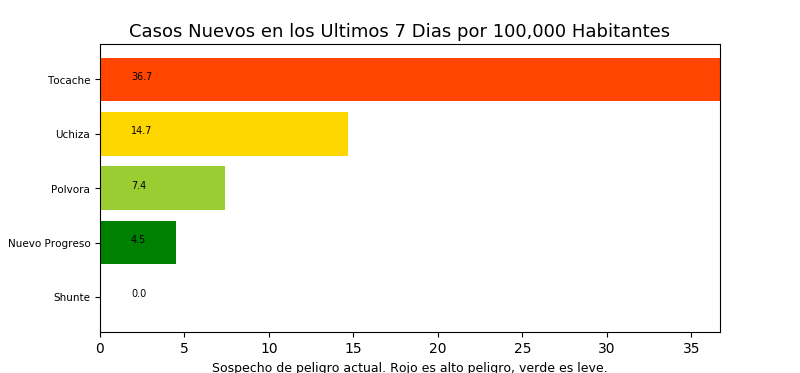 Casos Nuevos en los Ultimos 7 Dias por 100,000 Habitantes
Tocache 36.7
Uchiza 14.7
Polvora 7.4
Nuevo Progreso 4.5
Shunte 0.0
0 5 10 15 20 25 30 35
Sospecho de peligro actual. Rojo es alto peligro, verde es leve.